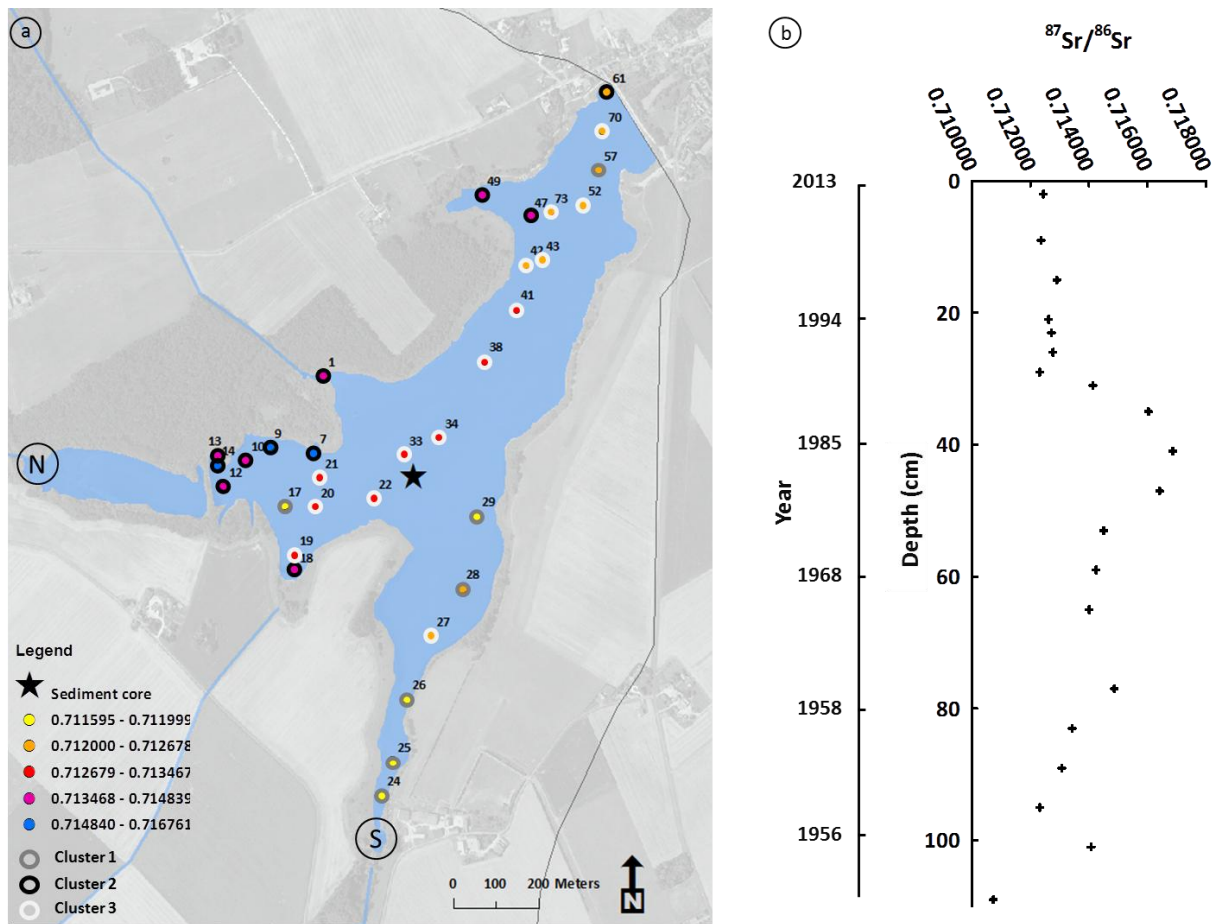 a
61
70
57
49
47
73
52
42
43
41
38
1
N
13
14
10
9
7
12
21
33
34
17
20
22
29
19
18
28
27
26
25
24
S
Legend
Sediment core
0.711595 - 0.711999
0.712000 - 0.712678
0.712679 - 0.713467
0.713468 - 0.714839
0.714840 - 0.716761
Cluster 1
Cluster 2
Cluster 3
0 100 200 Meters
N
b
⁸⁷Sr/⁸⁶Sr
0.710000
0.712000
0.714000
0.716000
0.718000
Year
2013
1994
1985
1968
1958
1956
Depth (cm)
0
20
40
60
80
100